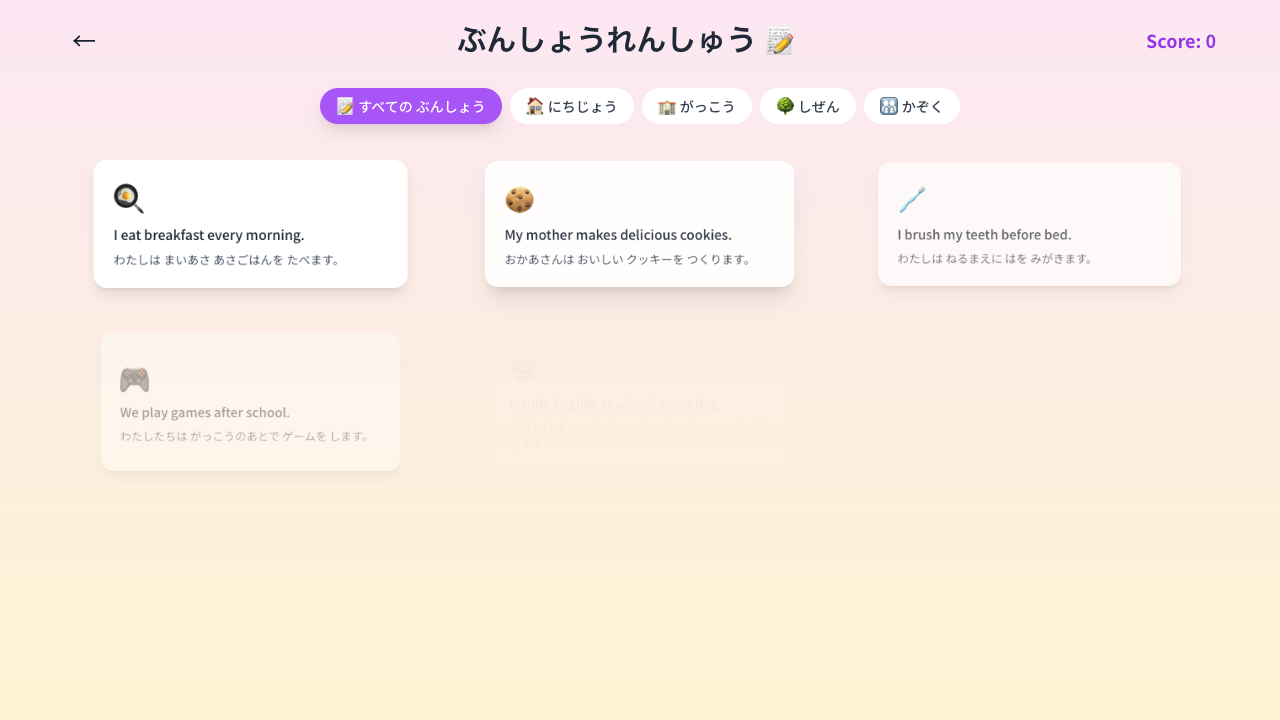 ←
ぶんしょうれんしゅう 📝
Score: 0
📝 すべての ぶんしょう
🏠 にちじょう
🏫 がっこう
🌳 しぜん
👪 かぞく
I eat breakfast every morning.
わたしは まいあさ あさごはんを たべます。
My mother makes delicious cookies.
おかあさんは おいしい クッキーを つくります。
I brush my teeth before bed.
わたしは ねるまえに はを みがきます。
We play games after school.
わたしたちは がっこうのあとで ゲームを します。
I study English at school every day.
します。